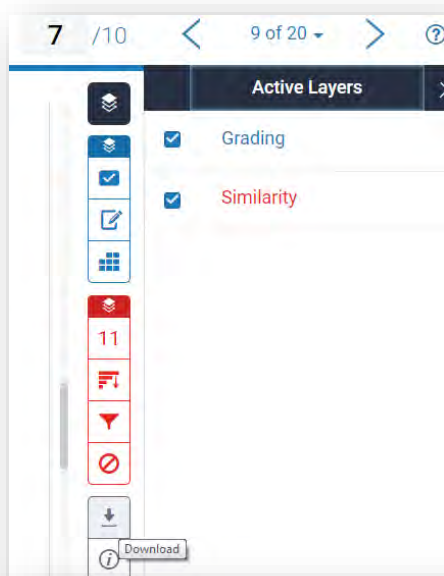 7 /10 9 of 20
Active Layers
Grading
Similarity
11
Download